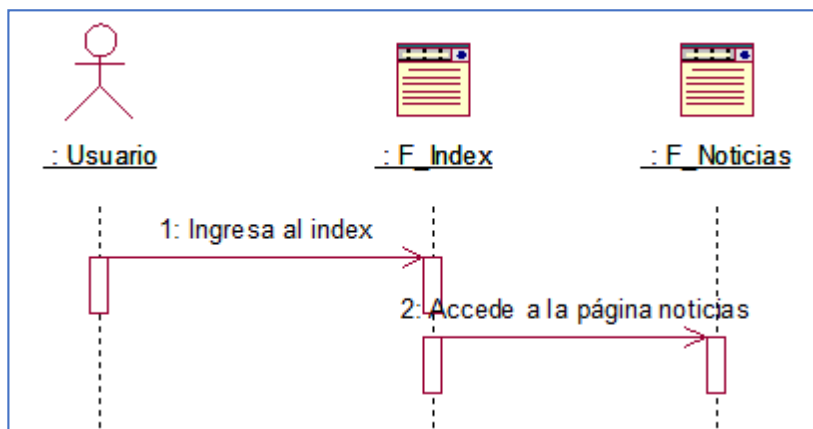 : Usuario
: F_Index
: F_Noticias
1: Ingresa al index
2: Accede a la página noticias